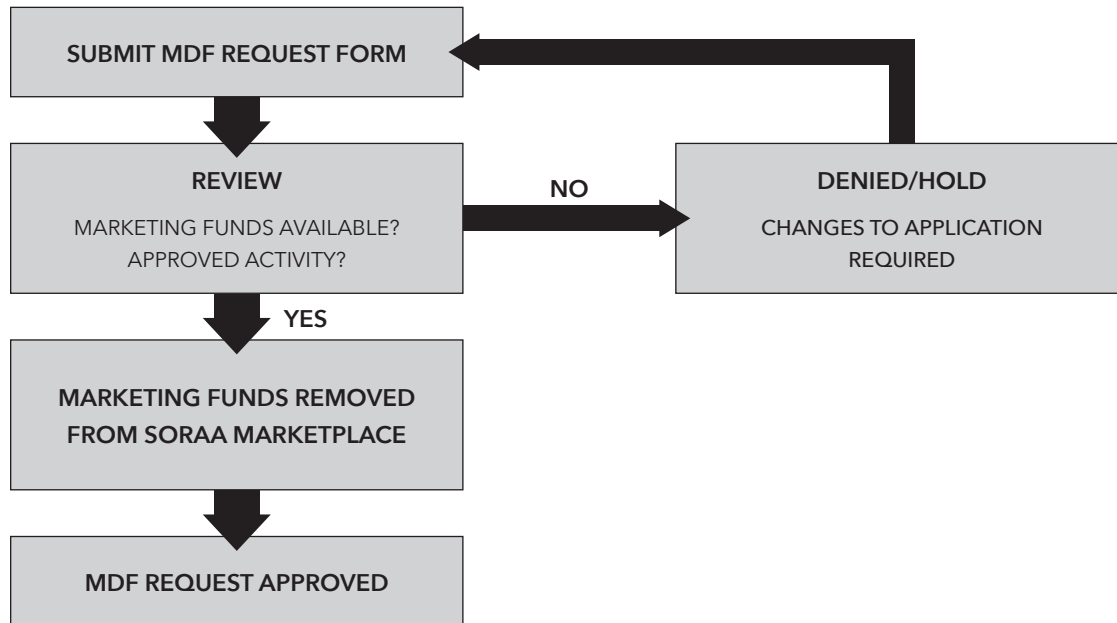 SUBMIT MDF REQUEST FORM
REVIEW
MARKETING FUNDS AVAILABLE?
APPROVED ACTIVITY?
NO
DENIED/HOLD
CHANGES TO APPLICATION
REQUIRED
YES
MARKETING FUNDS REMOVED
FROM SORAA MARKETPLACE
MDF REQUEST APPROVED